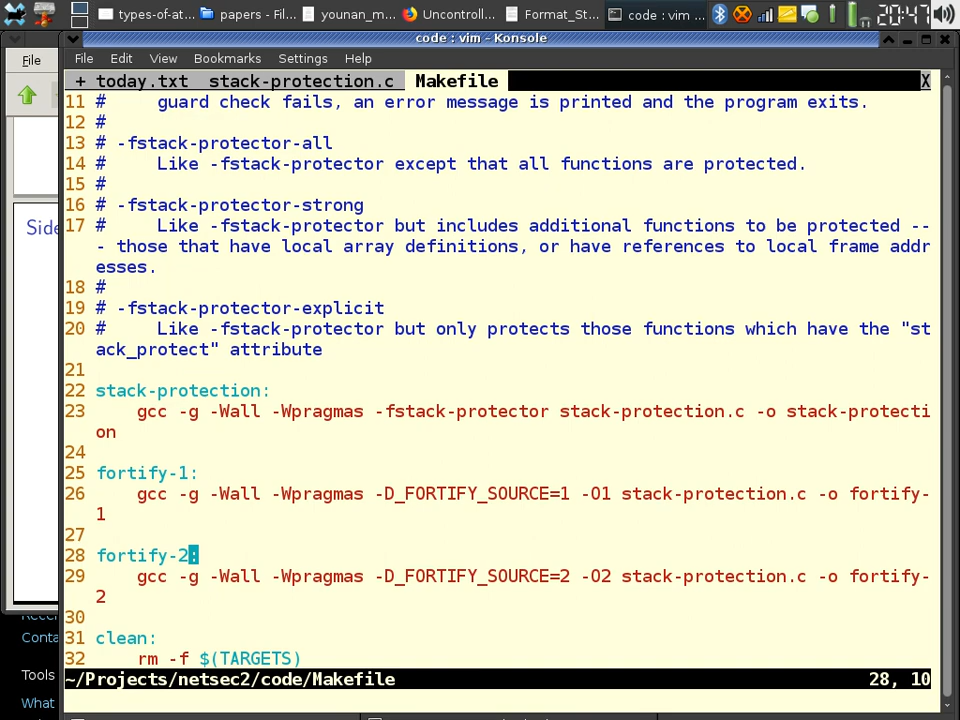 types-of-at...
papers - Fil...
younan_m...
Uncontroll...
Format_St...
code : vim ...
20:47
code : vim - Konsole
File
File Edit View Bookmarks Settings Help
+ today.txt stack-protection.c Makefile X
11 # guard check fails, an error message is printed and the program exits.
12 #
13 # -fstack-protector-all
14 # Like -fstack-protector except that all functions are protected.
15 #
16 # -fstack-protector-strong
17 # Like -fstack-protector but includes additional functions to be protected --
- those that have local array definitions, or have references to local frame addr
esses.
18 #
19 # -fstack-protector-explicit
20 # Like -fstack-protector but only protects those functions which have the "st
ack_protect" attribute
21
22 stack-protection:
23 gcc -g -Wall -Wpragmas -fstack-protector stack-protection.c -o stack-protecti
on
24
25 fortify-1:
26 gcc -g -Wall -Wpragmas -D_FORTIFY_SOURCE=1 -O1 stack-protection.c -o fortify-
1
27
28 fortify-2:
29 gcc -g -Wall -Wpragmas -D_FORTIFY_SOURCE=2 -O2 stack-protection.c -o fortify-
2
30
31 clean:
32 rm -f $(TARGETS)
~/Projects/netsec2/code/Makefile 28, 10
Side
Conta
Tools
What